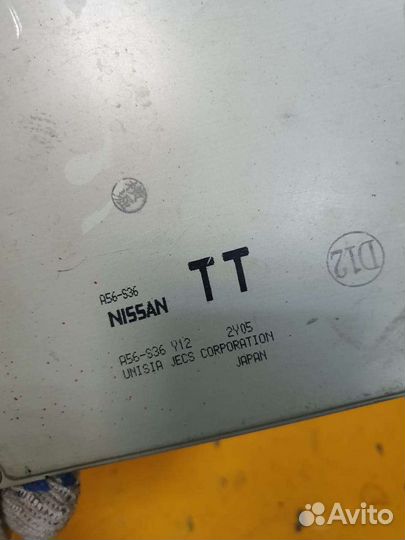 A56-S36
NISSAN
TT
A56-S36 Y12 2Y05
UNISIA JECS CORPORATION
JAPAN
D12
Avito